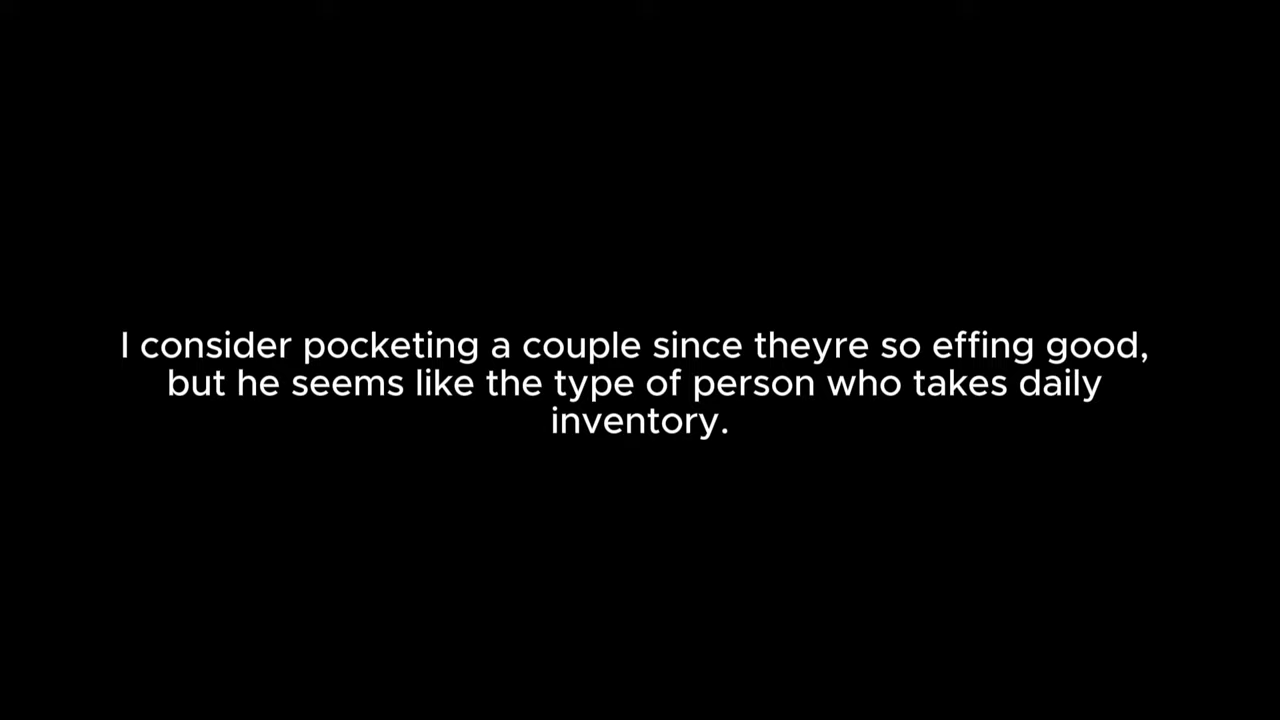 I consider pocketing a couple since theyre so effing good,
but he seems like the type of person who takes daily
inventory.